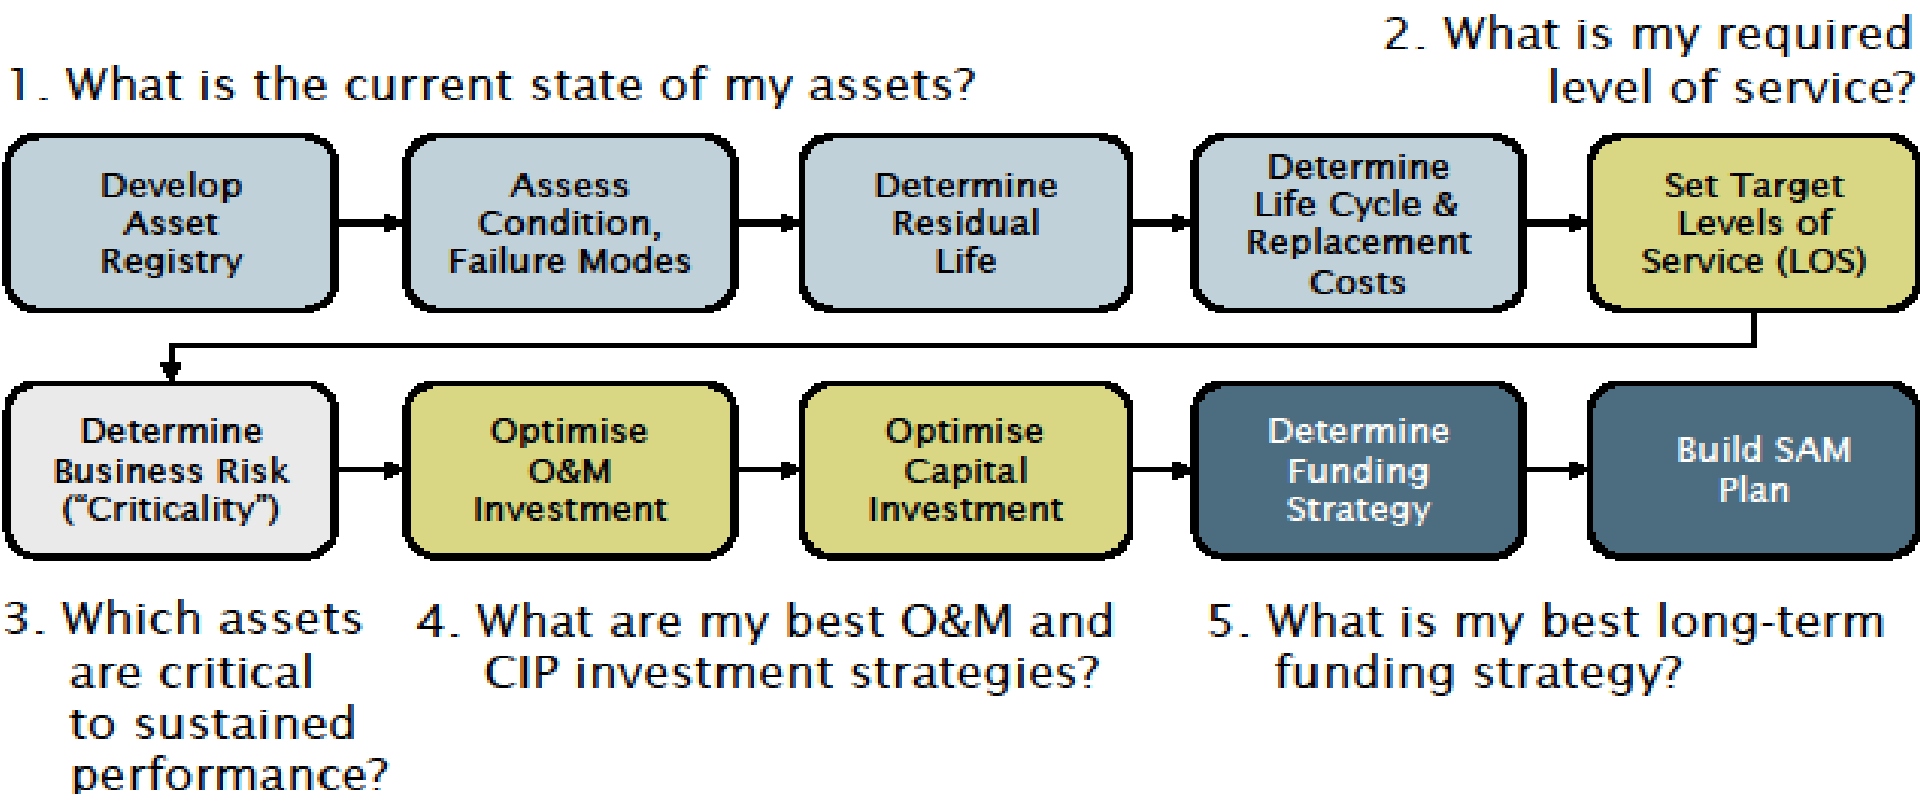 1. What is the current state of my assets?
2. What is my required
level of service?
Develop
Asset
Registry
Assess
Condition,
Failure Modes
Determine
Residual
Life
Determine
Life Cycle &
Replacement
Costs
Set Target
Levels of
Service (LOS)
Determine
Business Risk
(“Criticality”)
Optimise
O&M
Investment
Optimise
Capital
Investment
Determine
Funding
Strategy
Build SAM
Plan
3. Which assets
are critical
to sustained
performance?
4. What are my best O&M and
CIP investment strategies?
5. What is my best long-term
funding strategy?